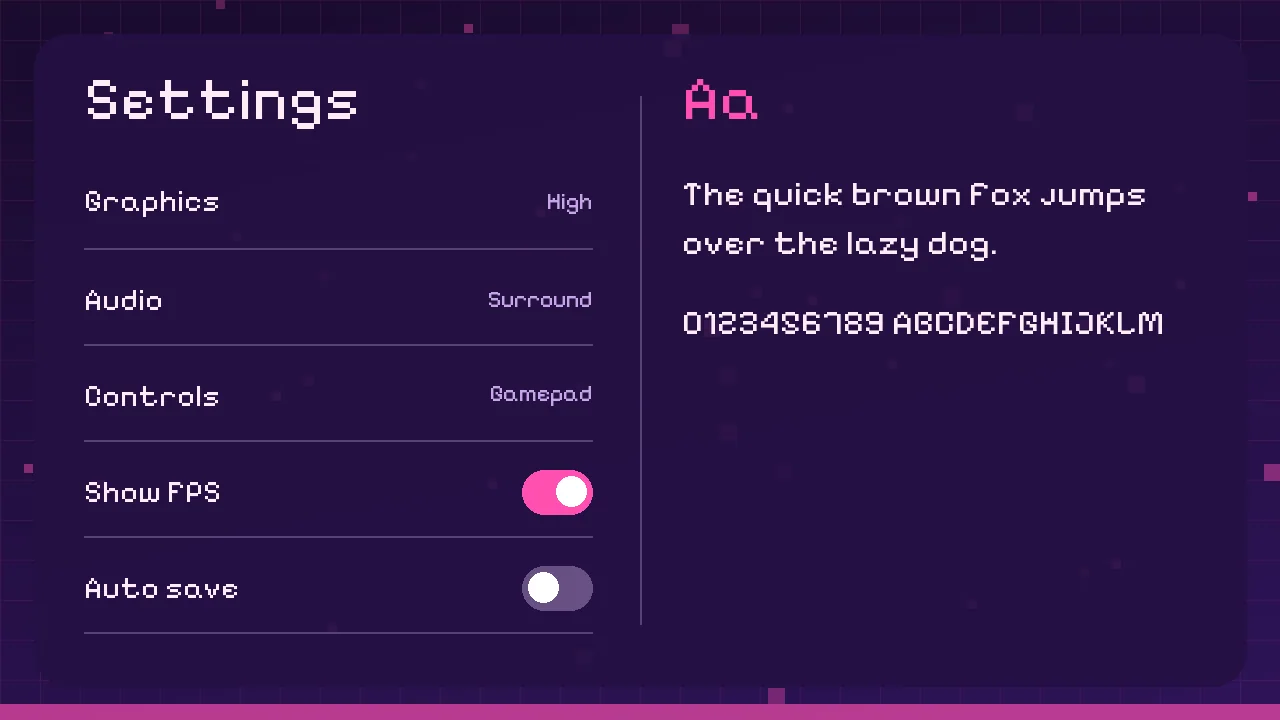 Settings
Graphics High
Audio Surround
Controls Gamepad
Show FPS
Auto save
Aa
The quick brown fox jumps
over the lazy dog.
0123456789 ABCDEFGHIJKLM